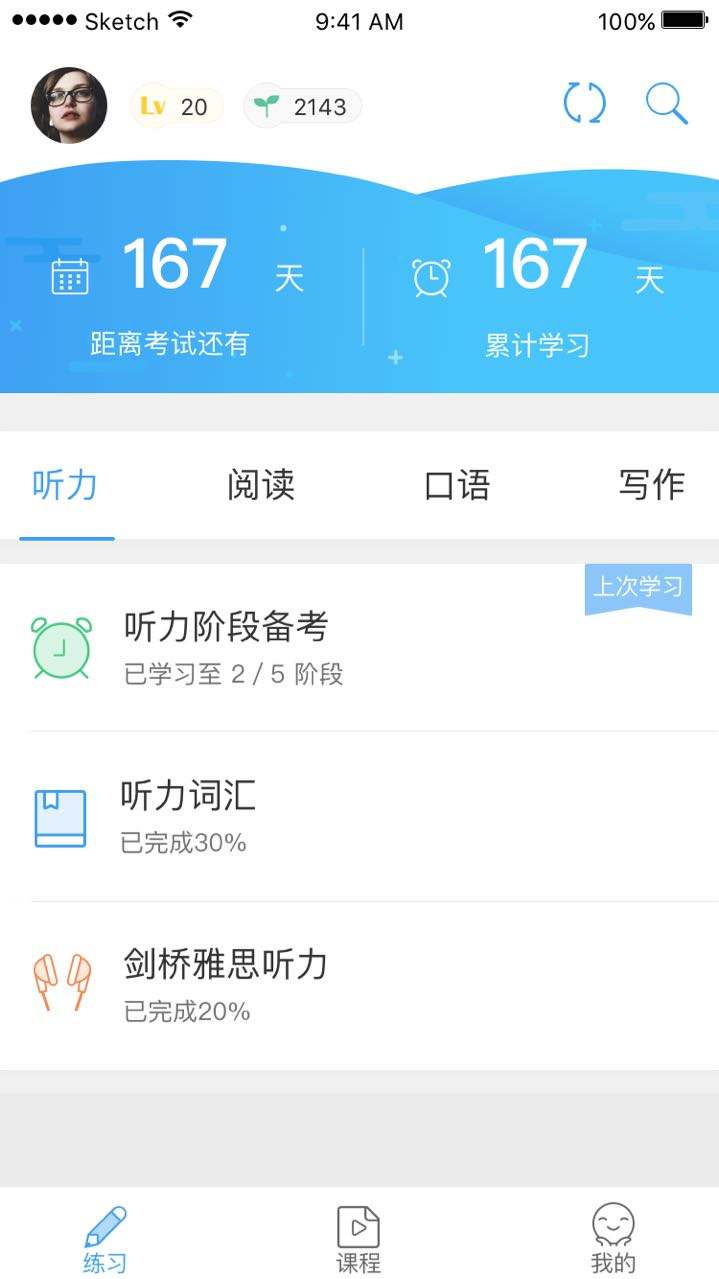 Sketch 9:41 AM 100%
Lv 20 2143
167 天 167 天
距离考试还有 累计学习
听力 阅读 口语 写作
上次学习
听力阶段备考
已学习至 2 / 5 阶段
听力词汇
已完成30%
剑桥雅思听力
已完成20%
练习 课程 我的